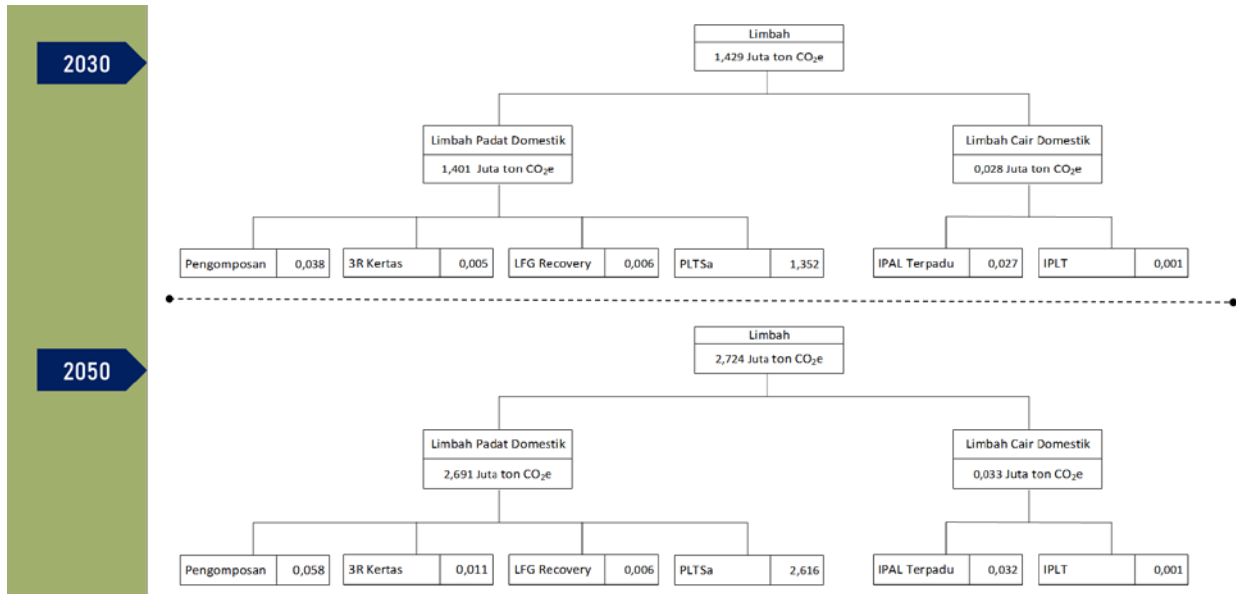 2030
Limbah
1,429 Juta ton CO₂e
Limbah Padat Domestik
1,401 Juta ton CO₂e
Limbah Cair Domestik
0,028 Juta ton CO₂e
Pengomposan 0,038
3R Kertas 0,005
LFG Recovery 0,006
PLTSa 1,352
IPAL Terpadu 0,027
IPLT 0,001
2050
Limbah
2,724 Juta ton CO₂e
Limbah Padat Domestik
2,691 Juta ton CO₂e
Limbah Cair Domestik
0,033 Juta ton CO₂e
Pengomposan 0,058
3R Kertas 0,011
LFG Recovery 0,006
PLTSa 2,616
IPAL Terpadu 0,032
IPLT 0,001